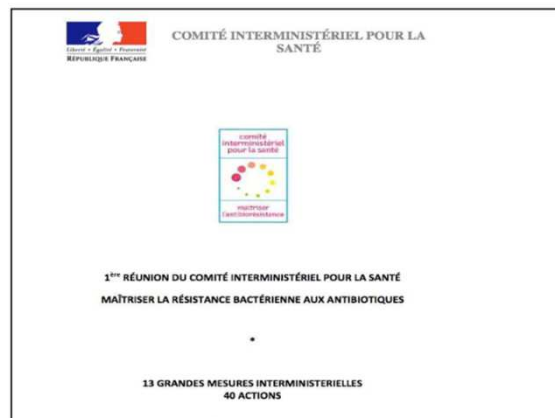 Liberté • Égalité • Fraternité
RÉPUBLIQUE FRANÇAISE
COMITÉ INTERMINISTÉRIEL POUR LA
SANTÉ
comité
interministériel
pour la santé
maîtriser
l'antibiorésistance
1ère RÉUNION DU COMITÉ INTERMINISTÉRIEL POUR LA SANTÉ
MAÎTRISER LA RÉSISTANCE BACTÉRIENNE AUX ANTIBIOTIQUES
*
13 GRANDES MESURES INTERMINISTERIELLES
40 ACTIONS